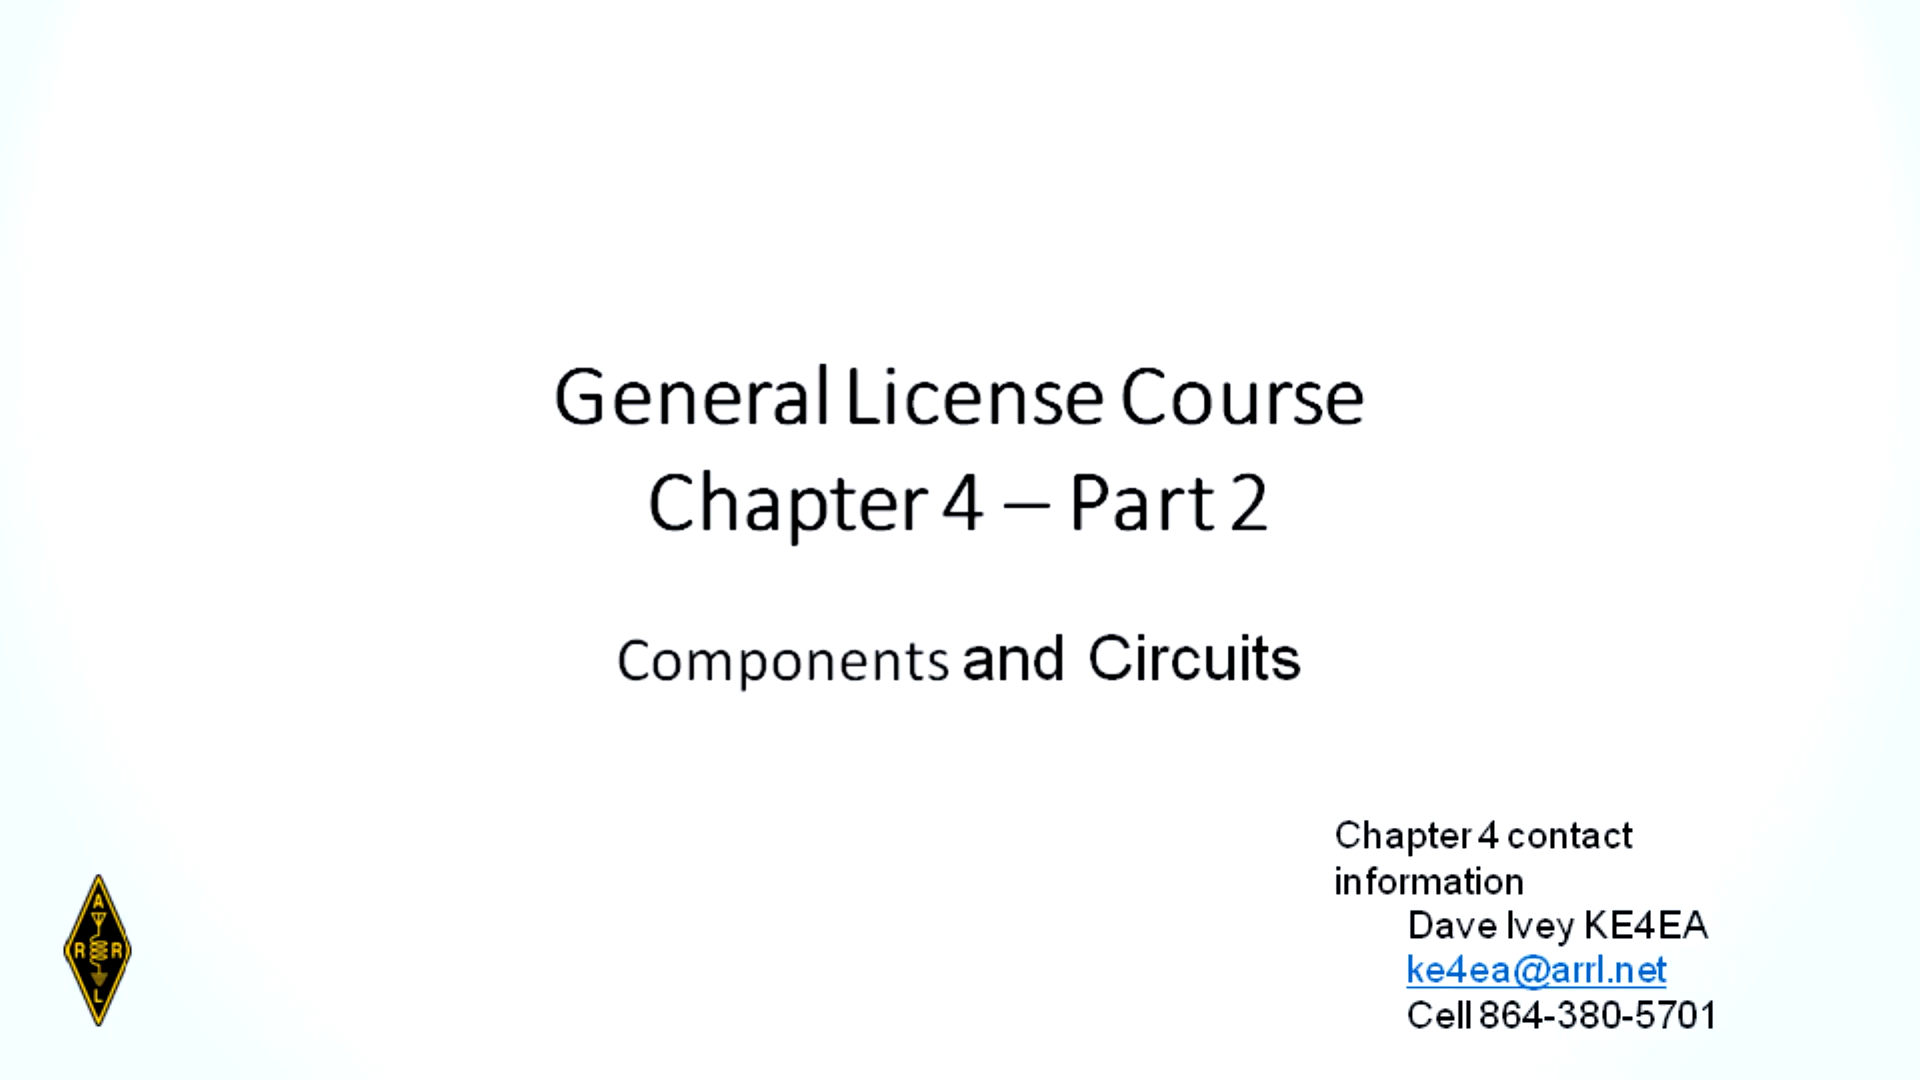 General License Course
Chapter 4 – Part 2
Components and Circuits
Chapter 4 contact
information
Dave Ivey KE4EA
ke4ea@arrl.net
Cell 864-380-5701
A
R R
L